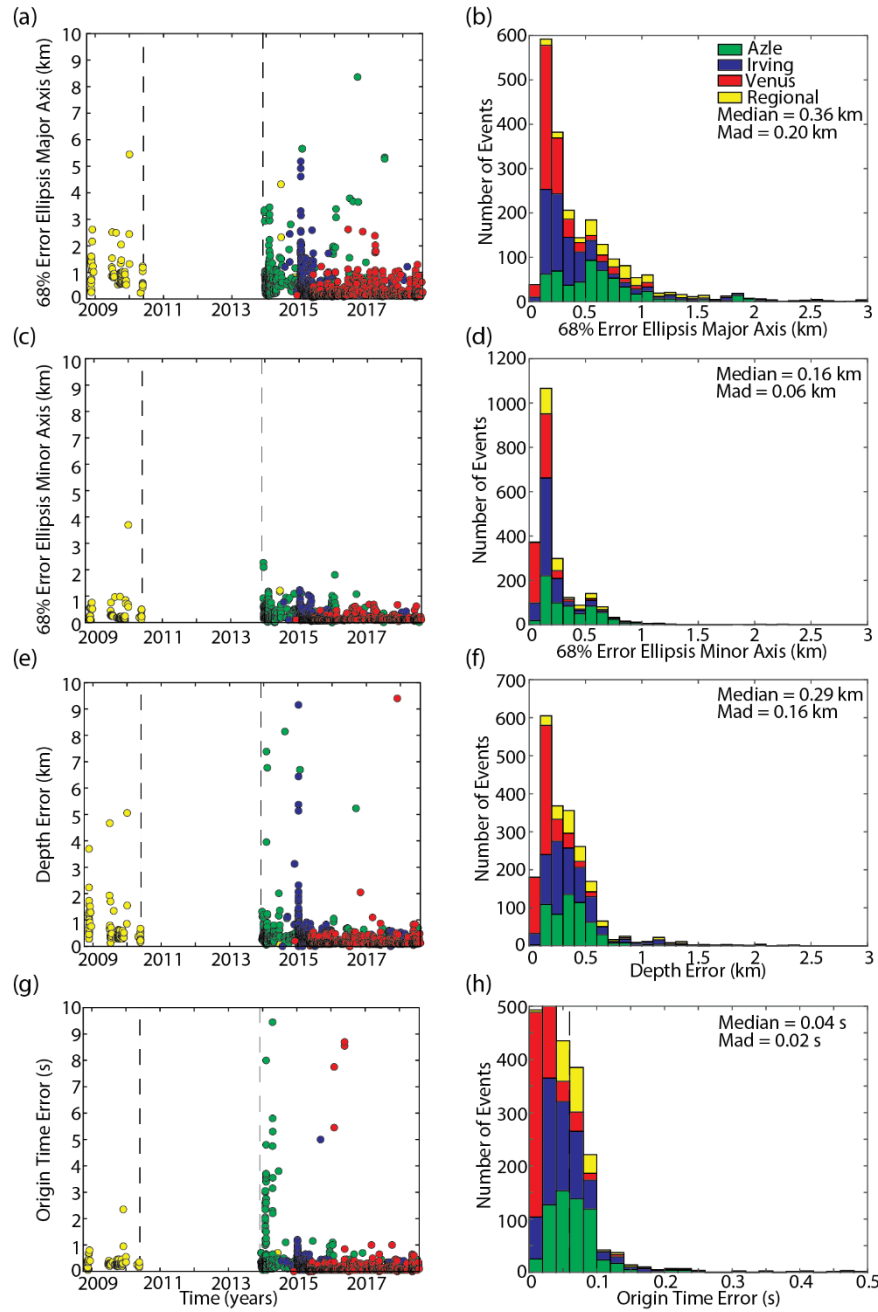 (a)
68% Error Ellipsis Major Axis (km)
10
9
8
7
6
5
4
3
2
1
0
2009 2011 2013 2015 2017
(b)
Number of Events
600
500
400
300
200
100
0
Azle
Irving
Venus
Regional
Median = 0.36 km
Mad = 0.20 km
0 0.5 1 1.5 2 2.5 3
68% Error Ellipsis Major Axis (km)
(c)
68% Error Ellipsis Minor Axis (km)
10
9
8
7
6
5
4
3
2
1
0
2009 2011 2013 2015 2017
(d)
Number of Events
1200
1000
800
600
400
200
0
Median = 0.16 km
Mad = 0.06 km
0 0.5 1 1.5 2 2.5 3
68% Error Ellipsis Minor Axis (km)
(e)
Depth Error (km)
10
9
8
7
6
5
4
3
2
1
0
2009 2011 2013 2015 2017
(f)
Number of Events
700
600
500
400
300
200
100
0
Median = 0.29 km
Mad = 0.16 km
0 0.5 1 1.5 2 2.5 3
Depth Error (km)
(g)
Origin Time Error (s)
10
9
8
7
6
5
4
3
2
1
0
2009 2011 2013 2015 2017
Time (years)
(h)
Number of Events
500
400
300
200
100
0
Median = 0.04 s
Mad = 0.02 s
0 0.1 0.2 0.3 0.4 0.5
Origin Time Error (s)